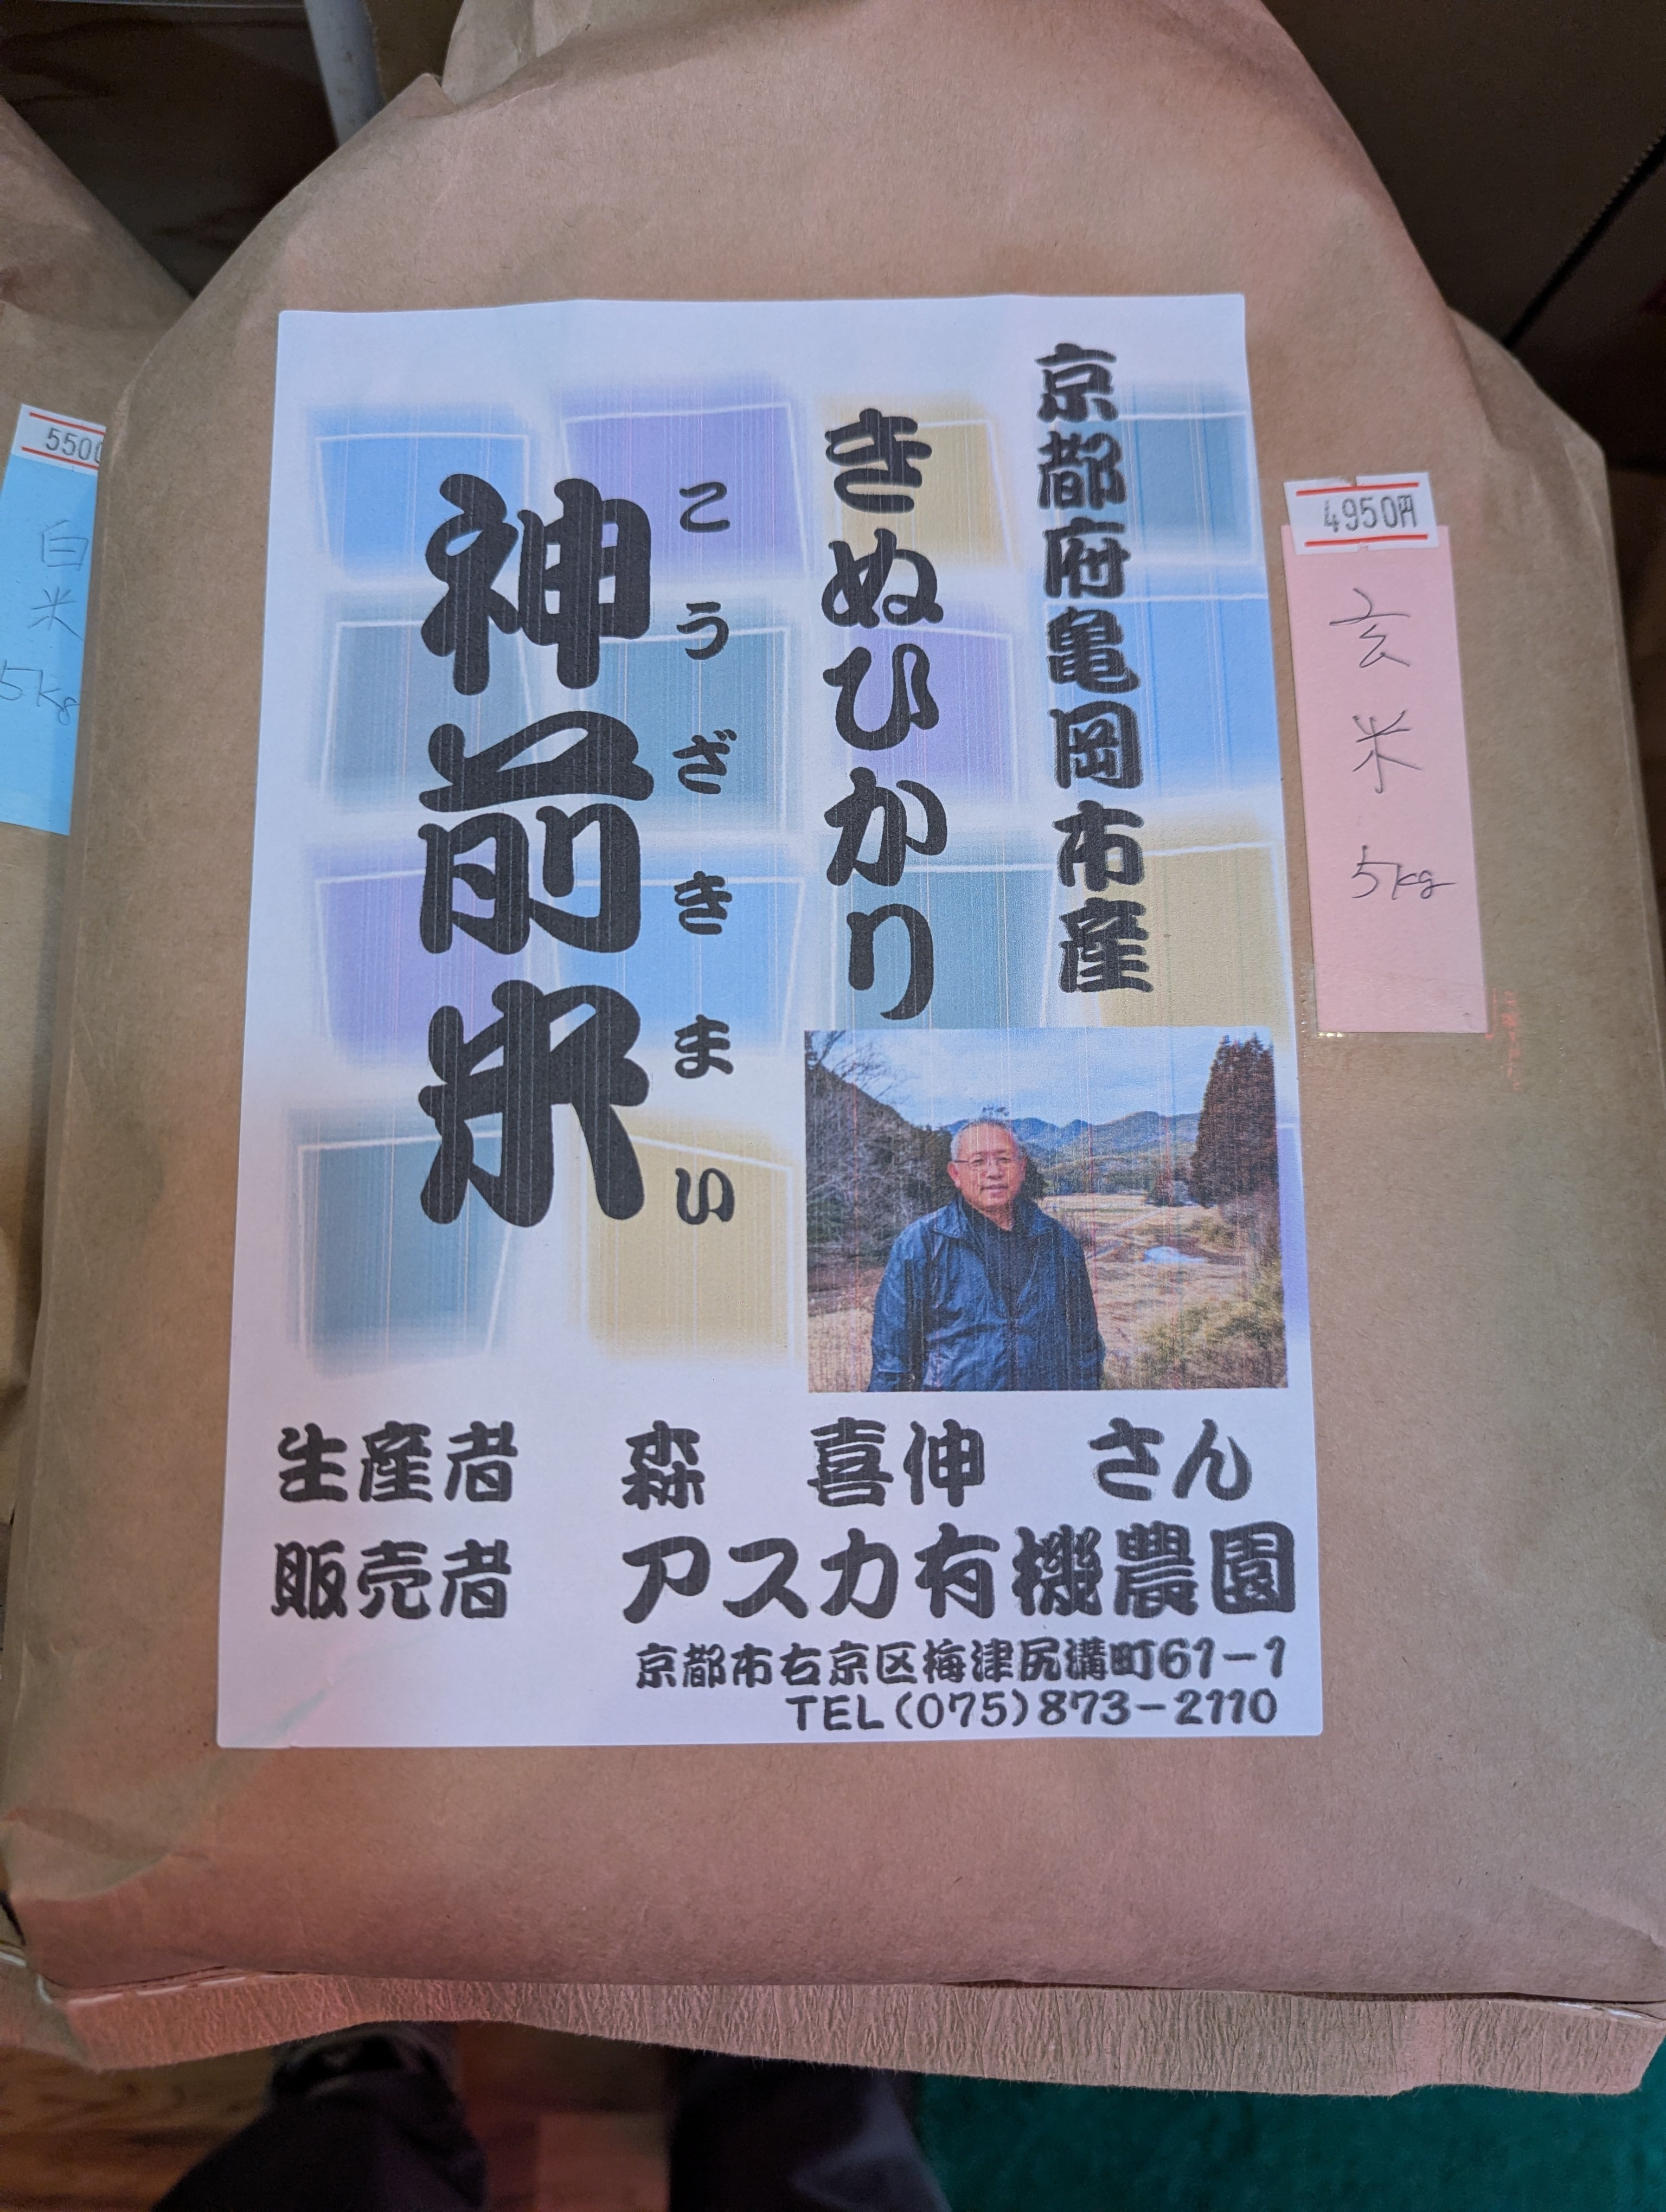 京都府亀岡市産
きぬひかり
こうざきまい
神前米
生産者 森 喜伸 さん
販売者 アスカ有機農園
京都市右京区梅津尻溝町61-1
TEL(075)873-2110
4950円
玄米 5kg
5500
白米 5kg